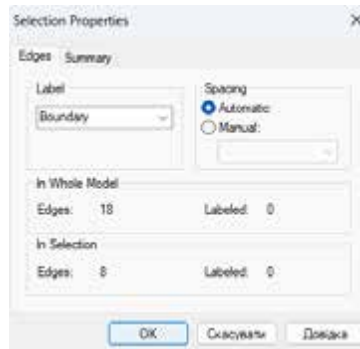 Selection Properties
Edges Summary
Label
Boundary
Spacing
Automatic
Manual:
In Whole Model
Edges: 18 Labeled: 0
In Selection
Edges: 8 Labeled: 0
OK Скасувати Довідка